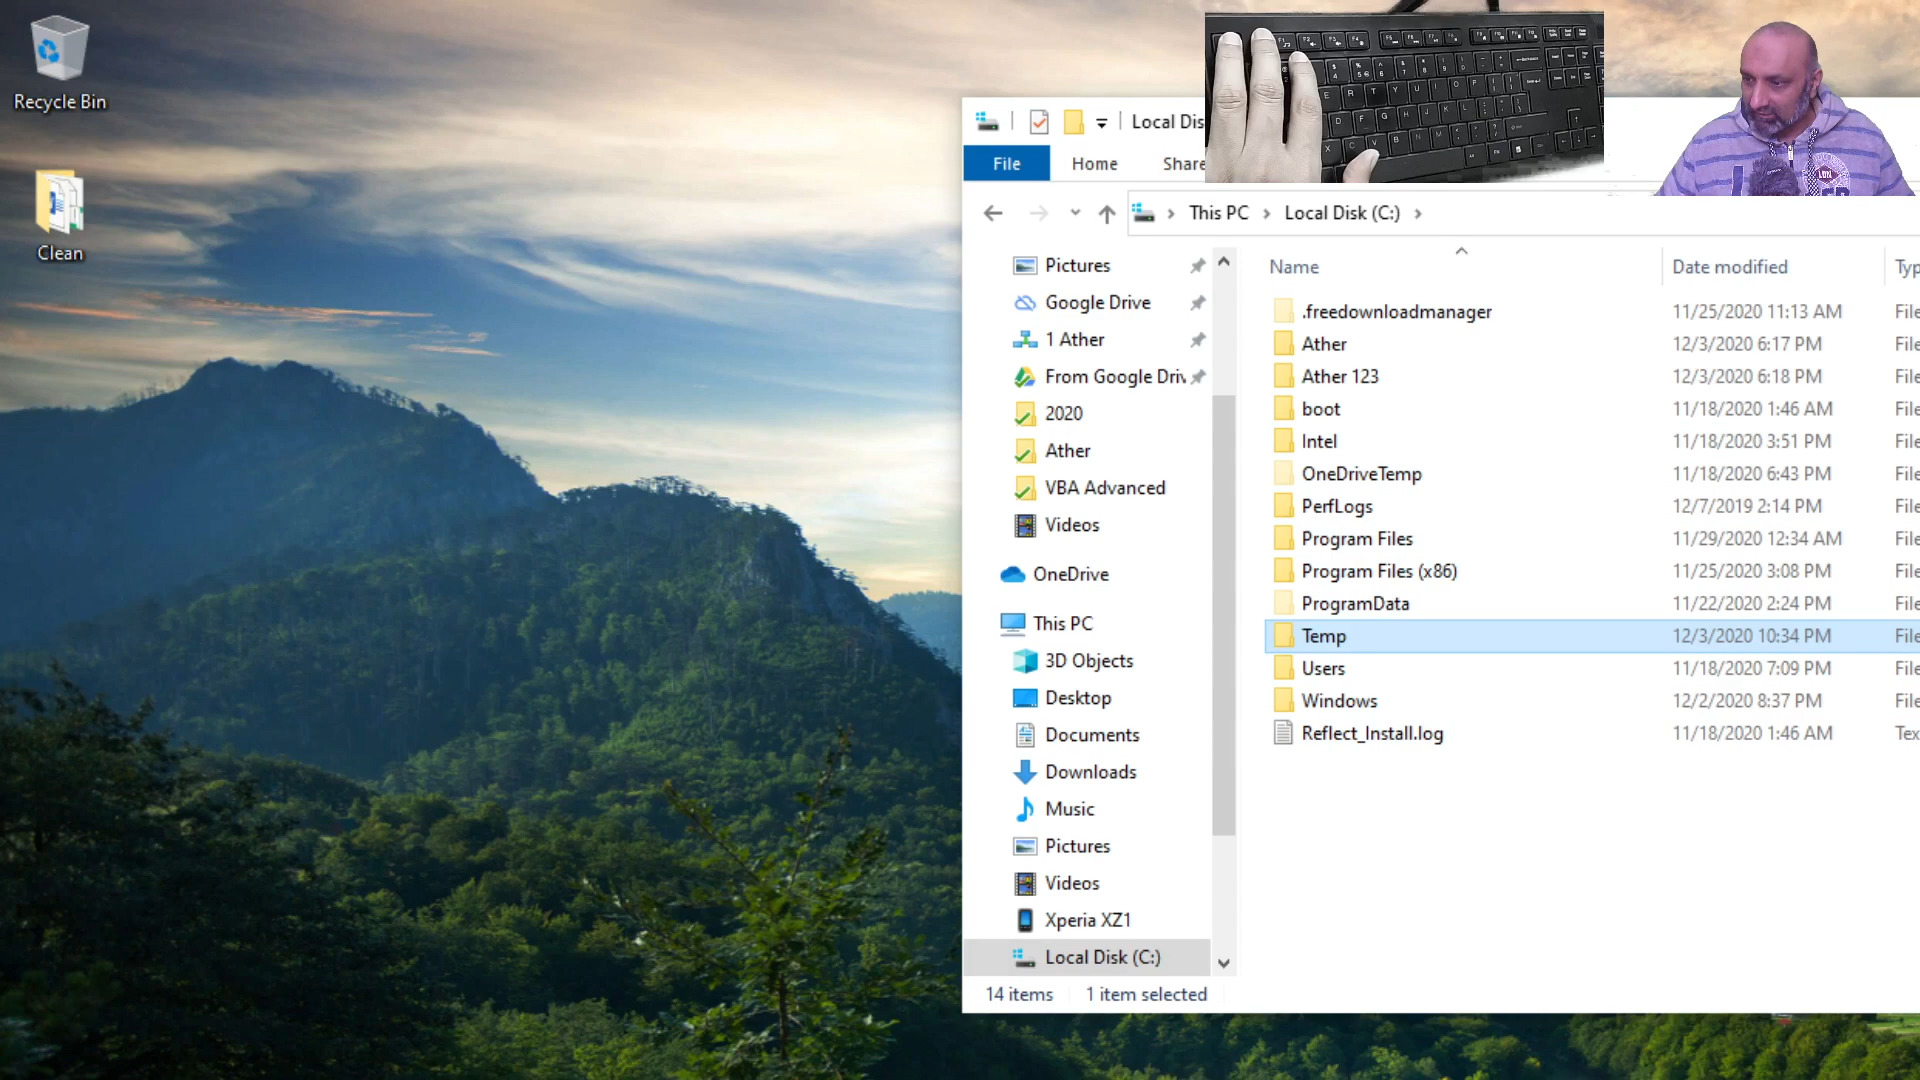 Recycle Bin
Clean
Local Dis
File
Home
Share
This PC
Local Disk (C:)
Pictures
Google Drive
1 Ather
From Google Driv
2020
Ather
VBA Advanced
Videos
OneDrive
This PC
3D Objects
Desktop
Documents
Downloads
Music
Pictures
Videos
Xperia XZ1
Local Disk (C:)
Name Date modified Typ
.freedownloadmanager 11/25/2020 11:13 AM File
Ather 12/3/2020 6:17 PM File
Ather 123 12/3/2020 6:18 PM File
boot 11/18/2020 1:46 AM File
Intel 11/18/2020 3:51 PM File
OneDriveTemp 11/18/2020 6:43 PM File
PerfLogs 12/7/2019 2:14 PM File
Program Files 11/29/2020 12:34 AM File
Program Files (x86) 11/25/2020 3:08 PM File
ProgramData 11/22/2020 2:24 PM File
Temp 12/3/2020 10:34 PM File
Users 11/18/2020 7:09 PM File
Windows 12/2/2020 8:37 PM File
Reflect_Install.log 11/18/2020 1:46 AM Tex
14 items 1 item selected